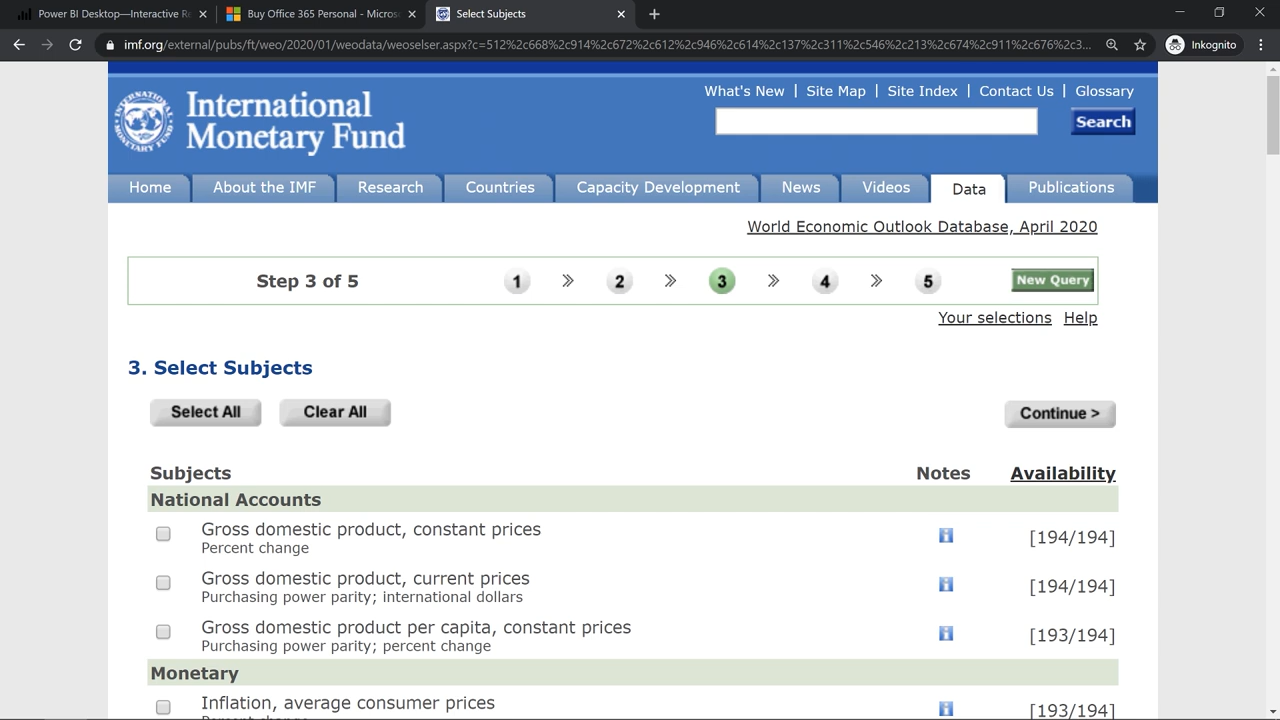 Power BI Desktop—Interactive Re
Buy Office 365 Personal - Micros
Select Subjects
imf.org/external/pubs/ft/weo/2020/01/weodata/weoselser.aspx?c=512%2c668%2c914%2c672%2c612%2c946%2c614%2c137%2c311%2c546%2c213%2c674%2c911%2c676%2c3...
Inkognito
International
Monetary Fund
What's New | Site Map | Site Index | Contact Us | Glossary
Search
Home About the IMF Research Countries Capacity Development News Videos Data Publications
World Economic Outlook Database, April 2020
Step 3 of 5 1 » 2 » 3 » 4 » 5 New Query
Your selections Help
3. Select Subjects
Select All Clear All Continue >
Subjects Notes Availability
National Accounts
Gross domestic product, constant prices [194/194]
Percent change
Gross domestic product, current prices [194/194]
Purchasing power parity; international dollars
Gross domestic product per capita, constant prices [193/194]
Purchasing power parity; percent change
Monetary
Inflation, average consumer prices [193/194]